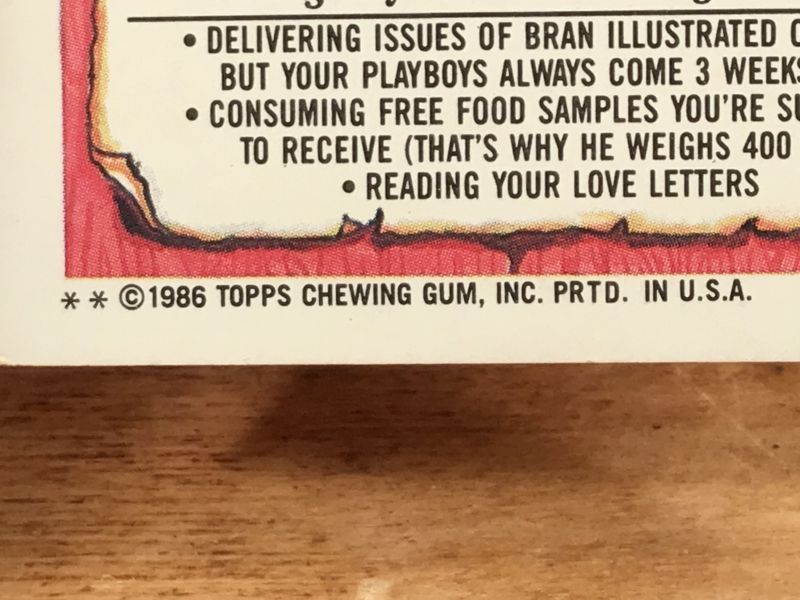 • DELIVERING ISSUES OF BRAN ILLUSTRATED
BUT YOUR PLAYBOYS ALWAYS COME 3
• CONSUMING FREE FOOD SAMPLES YOU'RE
TO RECEIVE (THAT'S WHY HE WEIGHS 400
• READING YOUR LOVE LETTERS
** ©1986 TOPPS CHEWING GUM, INC. PRTD. IN U.S.A.